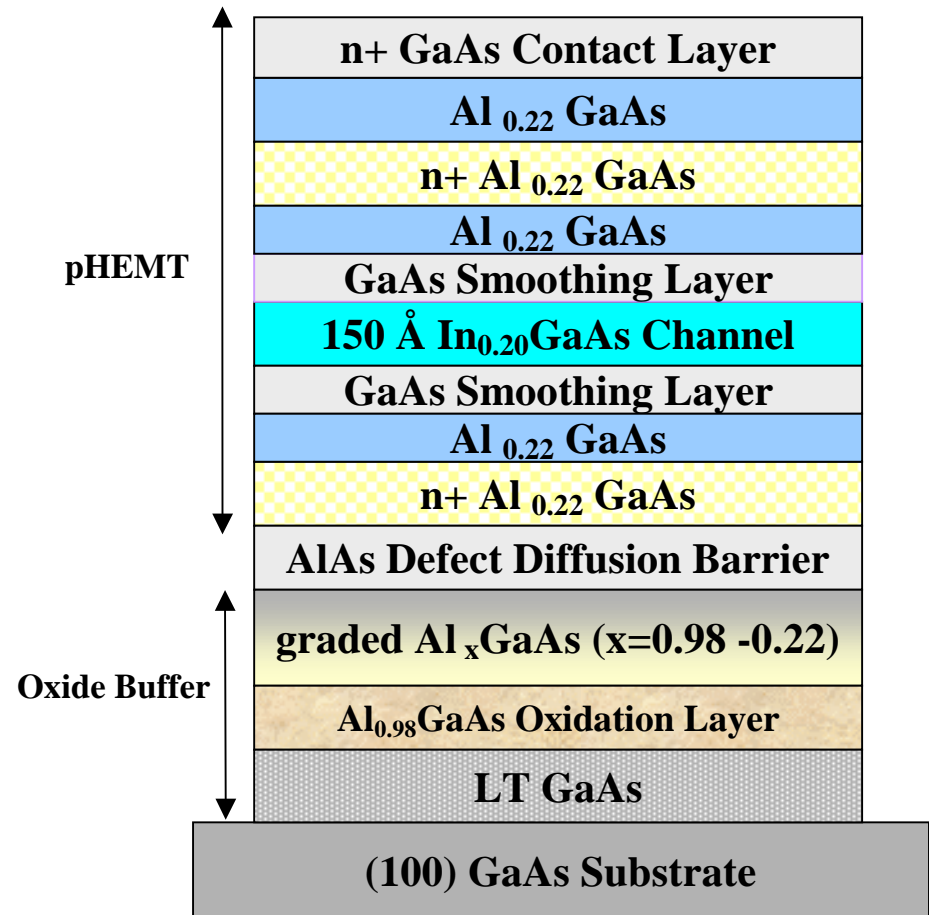 n+ GaAs Contact Layer
Al 0.22 GaAs
n+ Al 0.22 GaAs
Al 0.22 GaAs
pHEMT
GaAs Smoothing Layer
150 Å In0.20GaAs Channel
GaAs Smoothing Layer
Al 0.22 GaAs
n+ Al 0.22 GaAs
AlAs Defect Diffusion Barrier
graded Al xGaAs (x=0.98 -0.22)
Oxide Buffer
Al0.98GaAs Oxidation Layer
LT GaAs
(100) GaAs Substrate